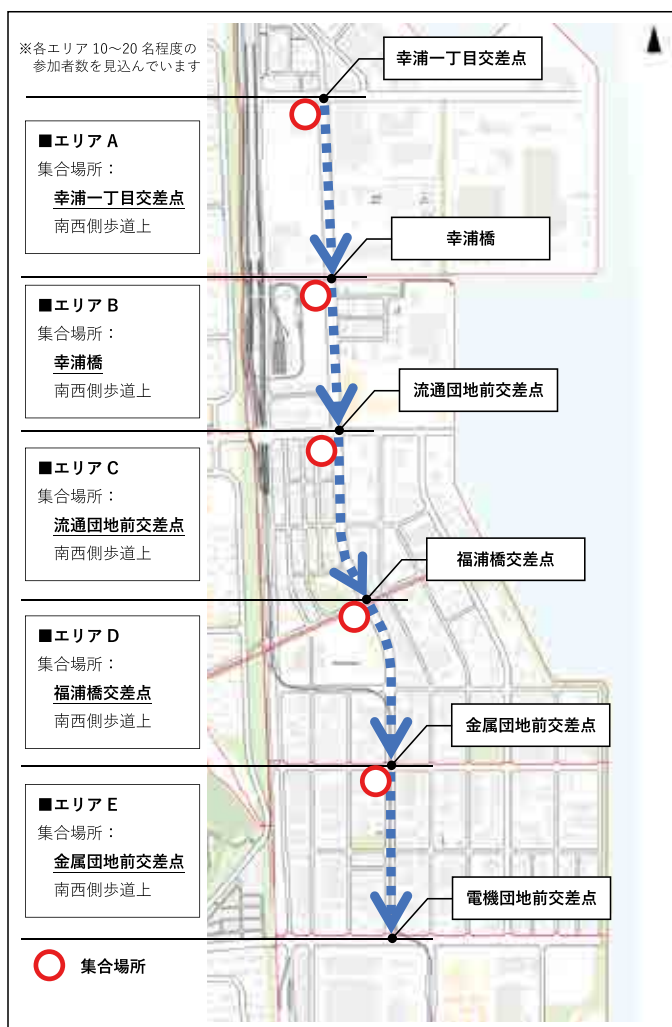 ※各エリア 10～20 名程度の
参加者数を見込んでいます
幸浦一丁目交差点
■エリア A
集合場所：
幸浦一丁目交差点
南西側歩道上
幸浦橋
■エリア B
集合場所：
幸浦橋
南西側歩道上
流通団地前交差点
■エリア C
集合場所：
流通団地前交差点
南西側歩道上
福浦橋交差点
■エリア D
集合場所：
福浦橋交差点
南西側歩道上
金属団地前交差点
■エリア E
集合場所：
金属団地前交差点
南西側歩道上
電機団地前交差点
集合場所